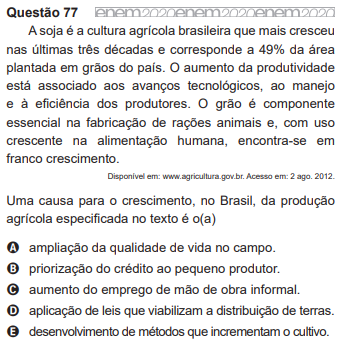 Questão 77 enem2020enem2020enem2020
A soja é a cultura agrícola brasileira que mais cresceu
nas últimas três décadas e corresponde a 49% da área
plantada em grãos do país. O aumento da produtividade
está associado aos avanços tecnológicos, ao manejo
e à eficiência dos produtores. O grão é componente
essencial na fabricação de rações animais e, com uso
crescente na alimentação humana, encontra-se em
franco crescimento.
Disponível em: www.agricultura.gov.br. Acesso em: 2 ago. 2012.
Uma causa para o crescimento, no Brasil, da produção
agrícola especificada no texto é o(a)
A ampliação da qualidade de vida no campo.
B priorização do crédito ao pequeno produtor.
C aumento do emprego de mão de obra informal.
D aplicação de leis que viabilizam a distribuição de terras.
E desenvolvimento de métodos que incrementam o cultivo.